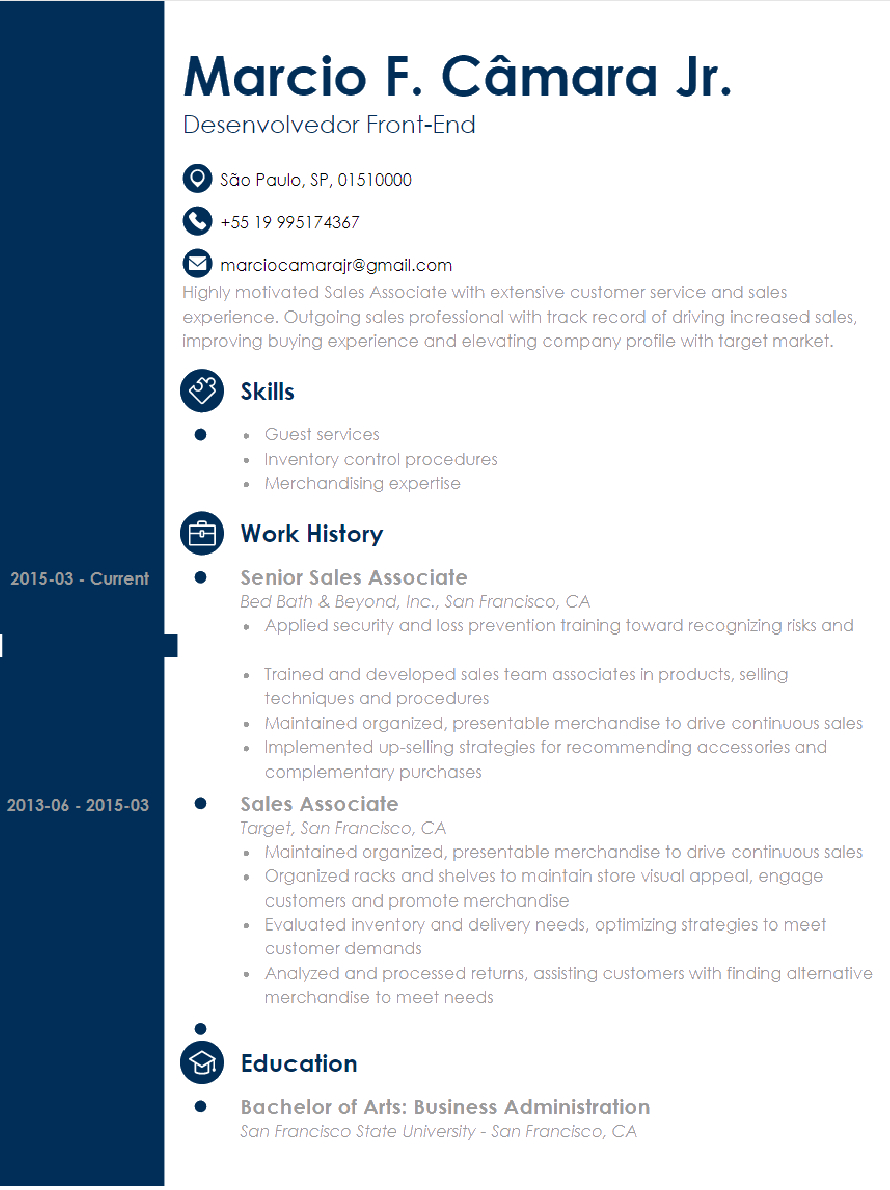 Marcio F. Câmara Jr.
Desenvolvedor Front-End
São Paulo, SP, 01510000
+55 19 995174367
marciocamarajr@gmail.com
Highly motivated Sales Associate with extensive customer service and sales
experience. Outgoing sales professional with track record of driving increased sales,
improving buying experience and elevating company profile with target market.
Skills
• Guest services
• Inventory control procedures
• Merchandising expertise
Work History
2015-03 - Current
Senior Sales Associate
Bed Bath & Beyond, Inc., San Francisco, CA
• Applied security and loss prevention training toward recognizing risks and
• Trained and developed sales team associates in products, selling
techniques and procedures
• Maintained organized, presentable merchandise to drive continuous sales
• Implemented up-selling strategies for recommending accessories and
complementary purchases
2013-06 - 2015-03
Sales Associate
Target, San Francisco, CA
• Maintained organized, presentable merchandise to drive continuous sales
• Organized racks and shelves to maintain store visual appeal, engage
customers and promote merchandise
• Evaluated inventory and delivery needs, optimizing strategies to meet
customer demands
• Analyzed and processed returns, assisting customers with finding alternative
merchandise to meet needs
Education
Bachelor of Arts: Business Administration
San Francisco State University - San Francisco, CA